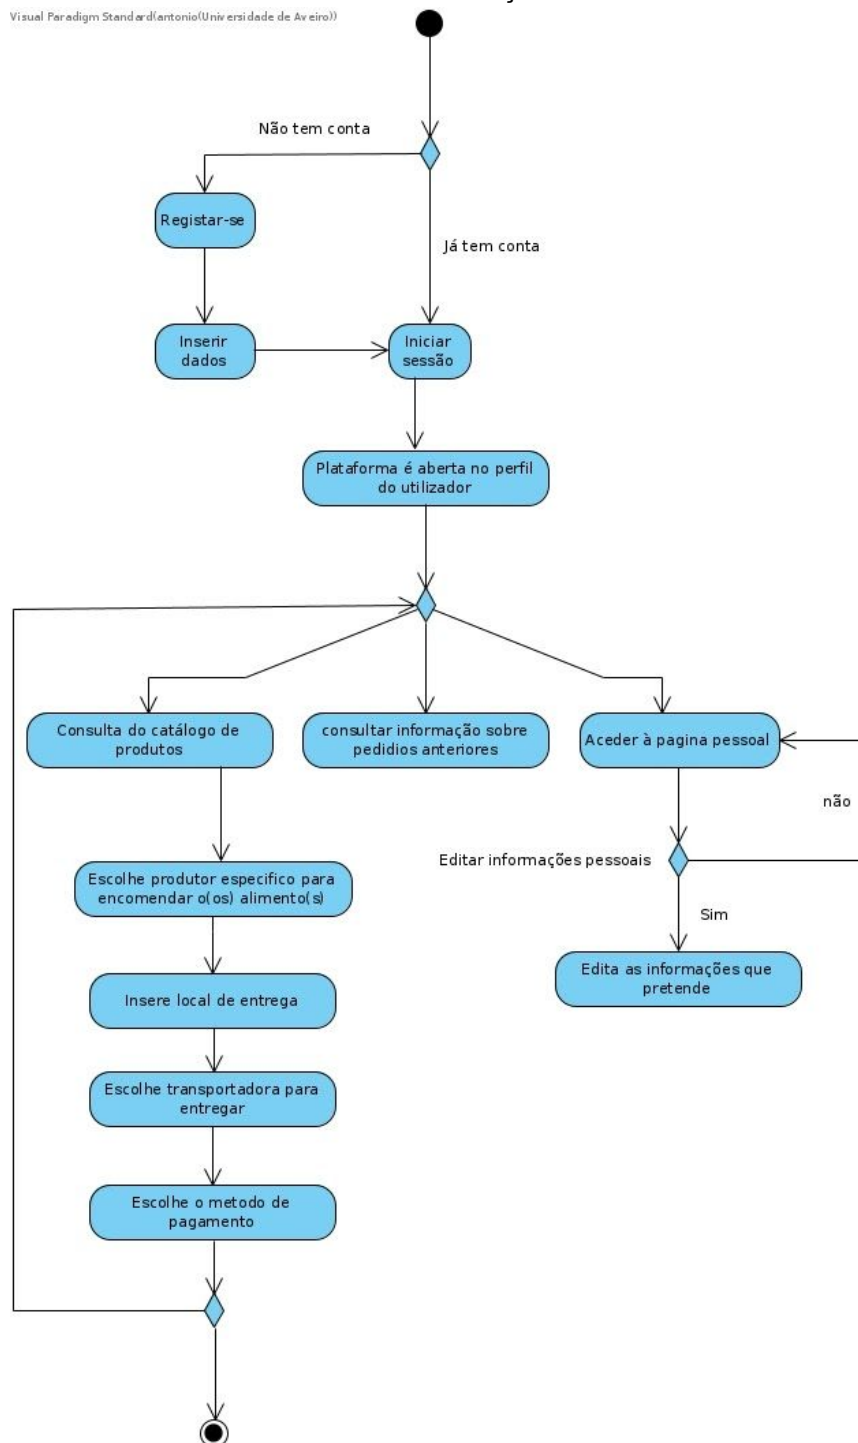 Visual Paradigm Standard(antonio(Universidade de Aveiro))
Não tem conta
Registar-se
Já tem conta
Inserir
dados
Iniciar
sessão
Plataforma é aberta no perfil
do utilizador
Consulta do catálogo de
produtos
consultar informação sobre
pedidios anteriores
Aceder à pagina pessoal
não
Editar informações pessoais
Escolhe produtor especifico para
encomendar o(os) alimento(s)
Sim
Edita as informações que
pretende
Insere local de entrega
Escolhe transportadora para
entregar
Escolhe o metodo de
pagamento